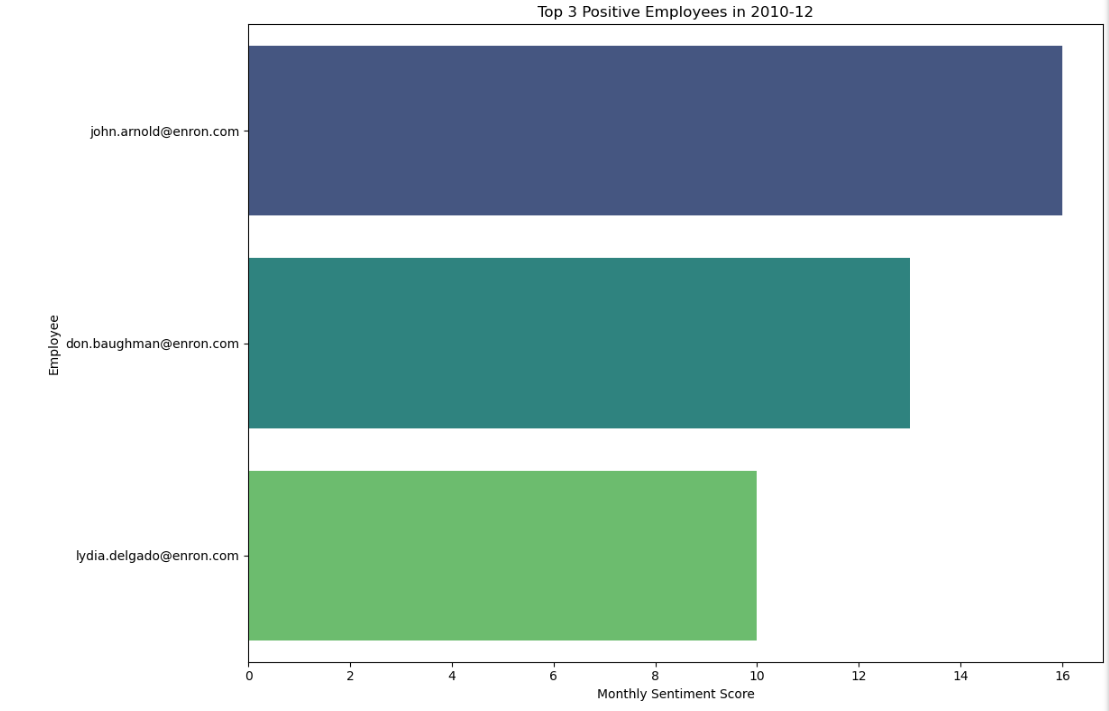 Top 3 Positive Employees in 2010-12
Employee
john.arnold@enron.com
don.baughman@enron.com
lydia.delgado@enron.com
0 2 4 6 8 10 12 14 16
Monthly Sentiment Score